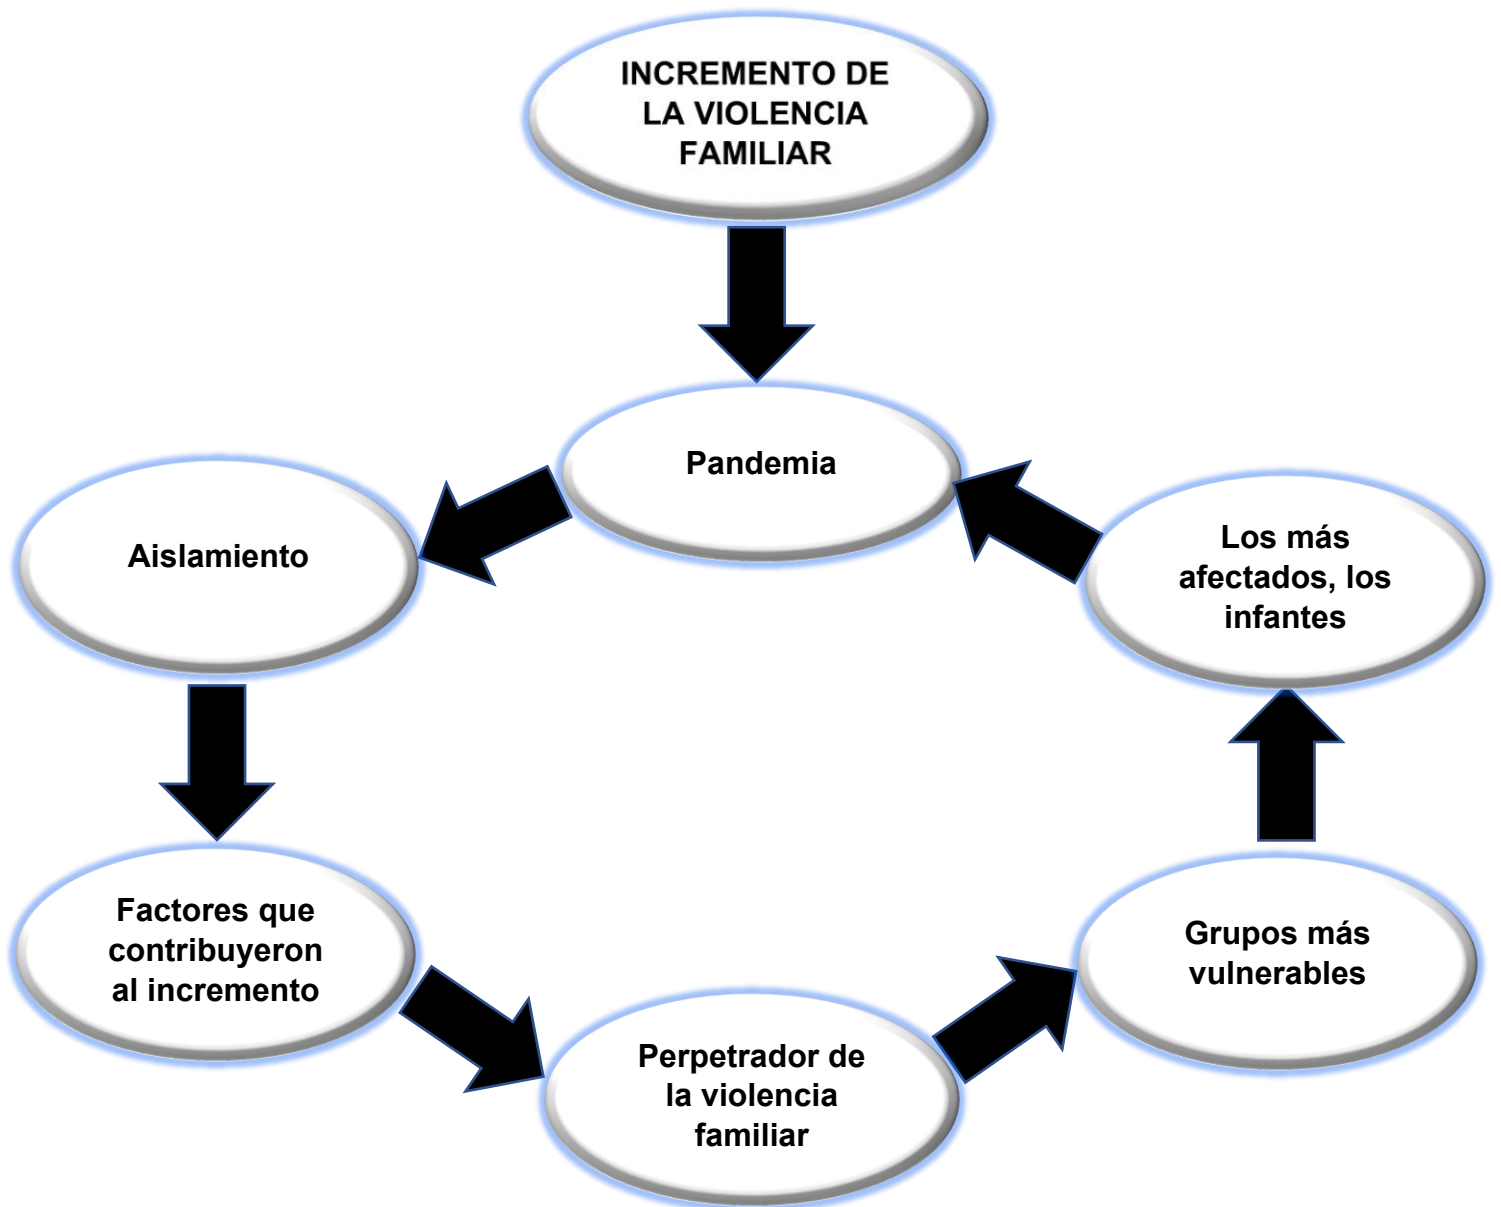 INCREMENTO DE
LA VIOLENCIA
FAMILIAR
Pandemia
Aislamiento
Factores que
contribuyeron
al incremento
Perpetrador de
la violencia
familiar
Grupos más
vulnerables
Los más
afectados, los
infantes